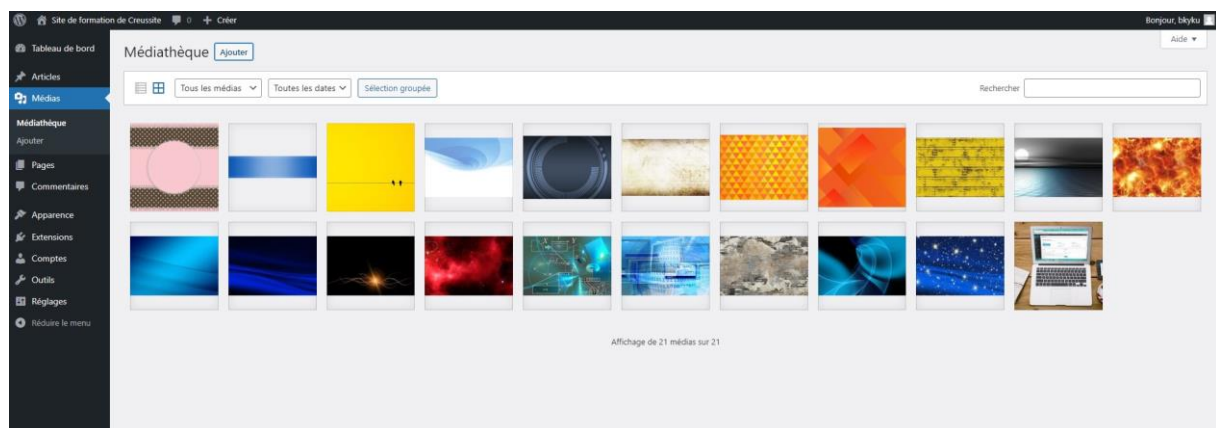 Site de formation de Creussite 0 + Créer Bonjour, bkyku
Aide ▼
Tableau de bord
Articles
Médias
Médiathèque
Ajouter
Pages
Commentaires
Apparence
Extensions
Comptes
Outils
Réglages
Réduire le menu
Médiathèque Ajouter
Tous les médias Toutes les dates Sélection groupée Rechercher
Affichage de 21 médias sur 21